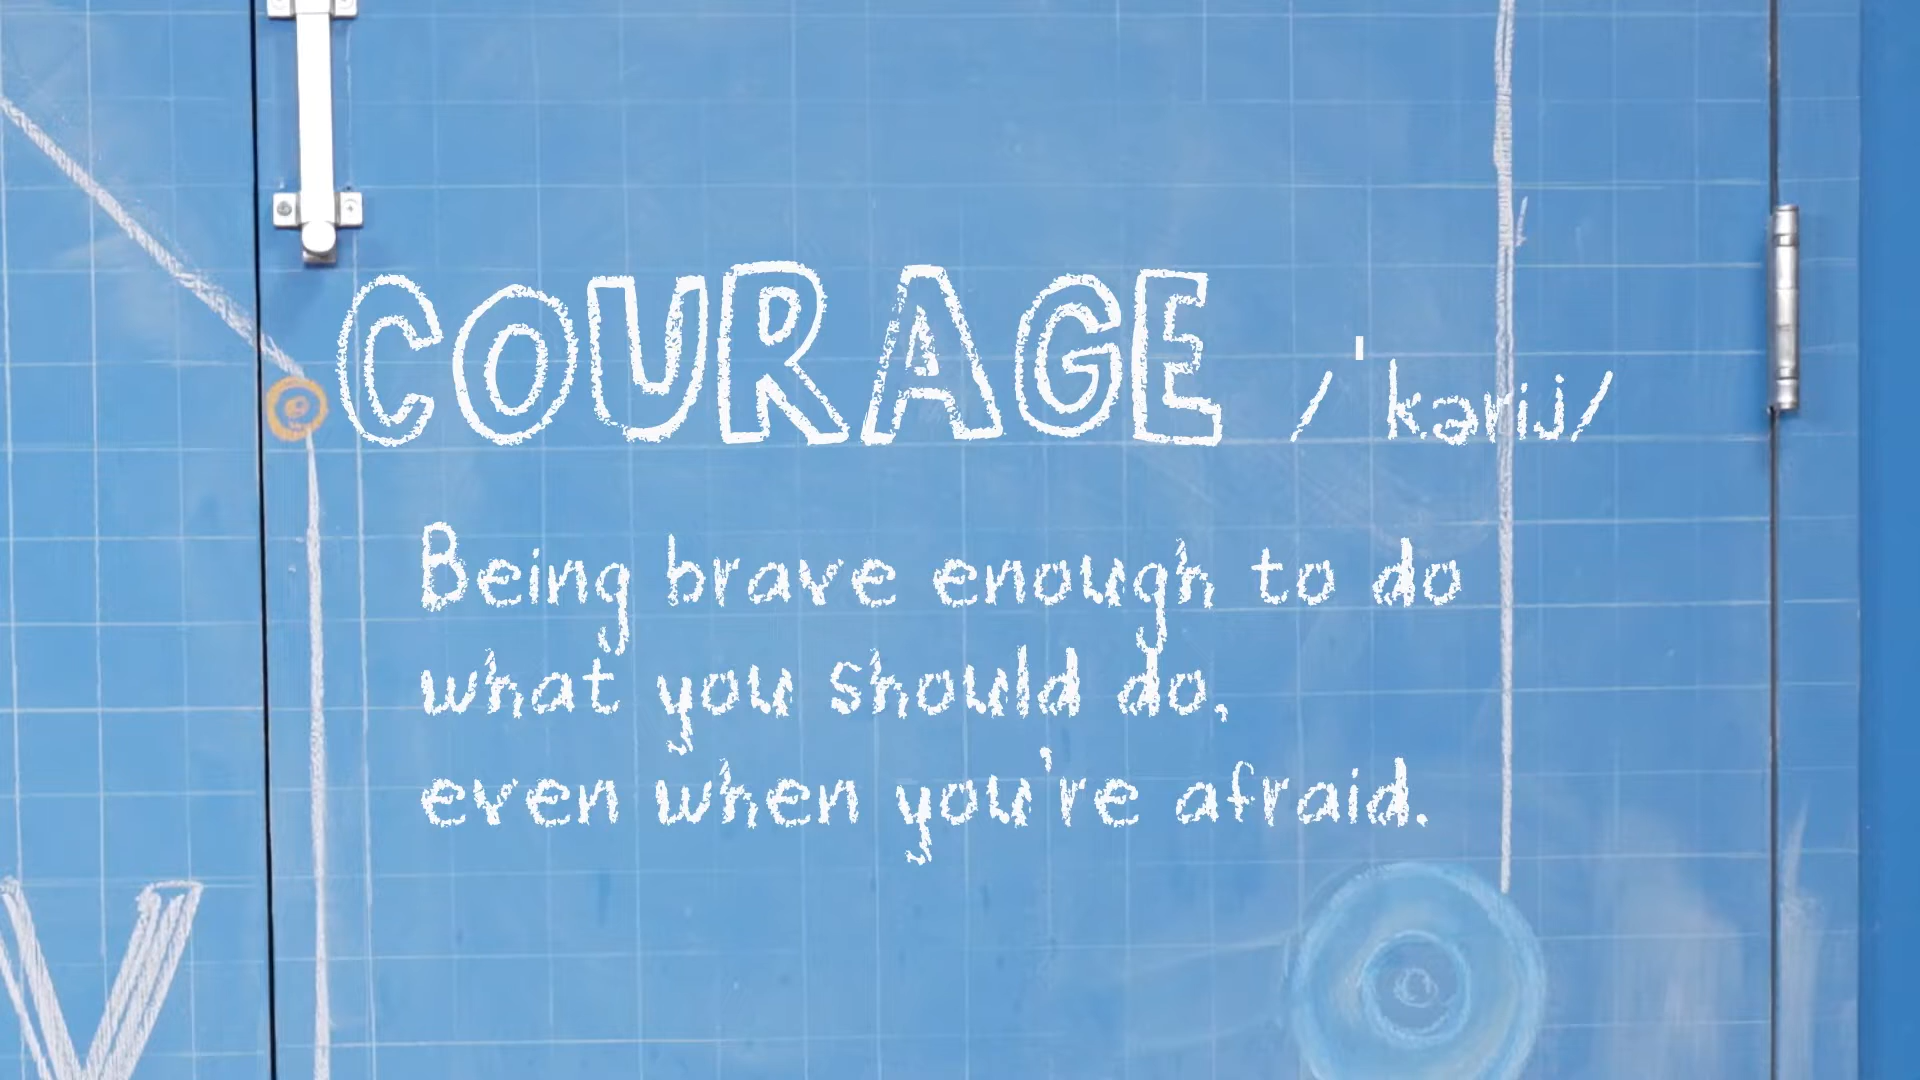 COURAGE /ˈkərij/
Being brave enough to do
what you should do,
even when you're afraid.